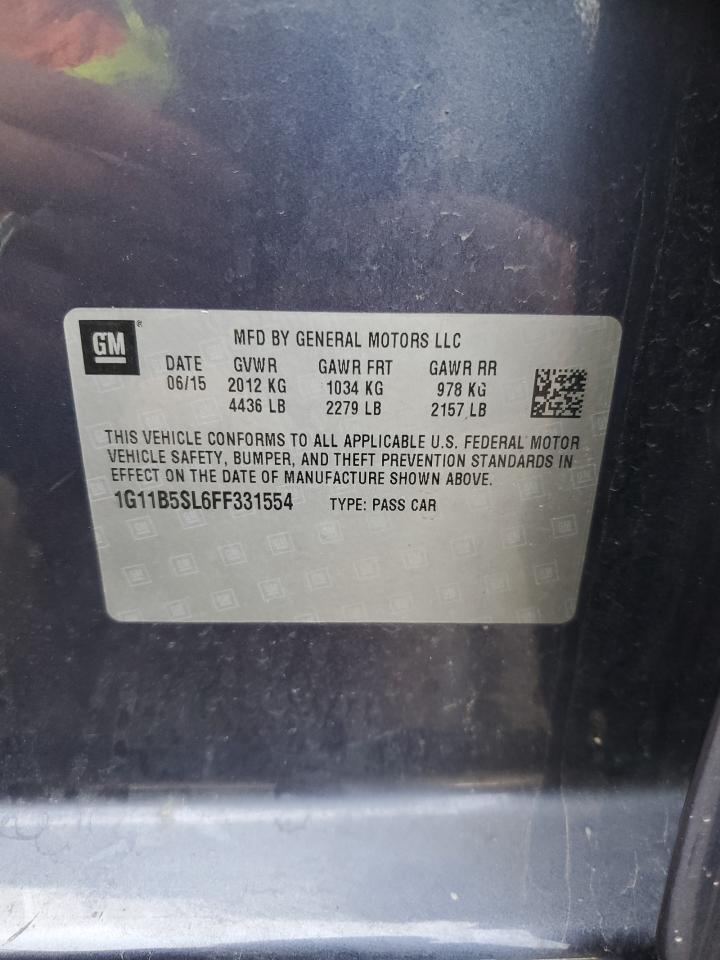 GM®
MFD BY GENERAL MOTORS LLC
DATE GVWR GAWR FRT GAWR RR
06/15 2012 KG 1034 KG 978 KG
4436 LB 2279 LB 2157 LB
THIS VEHICLE CONFORMS TO ALL APPLICABLE U.S. FEDERAL MOTOR
VEHICLE SAFETY, BUMPER, AND THEFT PREVENTION STANDARDS IN
EFFECT ON THE DATE OF MANUFACTURE SHOWN ABOVE.
1G11B5SL6FF331554 TYPE: PASS CAR